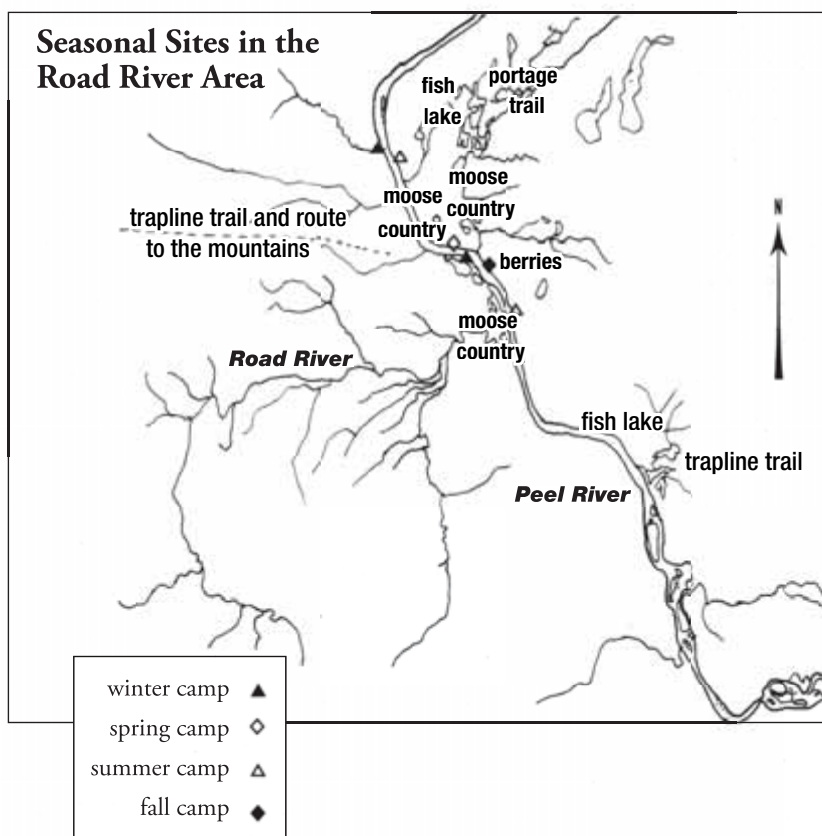 Seasonal Sites in the
Road River Area
fish
lake
portage
trail
moose
country
moose
country
trapline trail and route
to the mountains
berries
moose
country
Road River
fish lake
trapline trail
Peel River
N
winter camp
spring camp
summer camp
fall camp